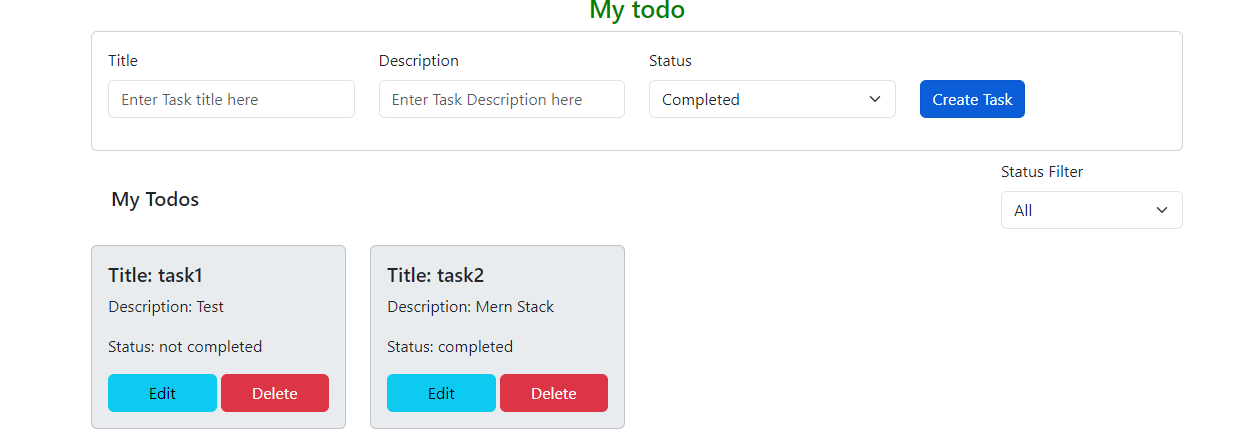 My todo
Title
Description
Status
Enter Task title here
Enter Task Description here
Completed
Create Task
Status Filter
My Todos
All
Title: task1
Description: Test
Status: not completed
Edit
Delete
Title: task2
Description: Mern Stack
Status: completed
Edit
Delete